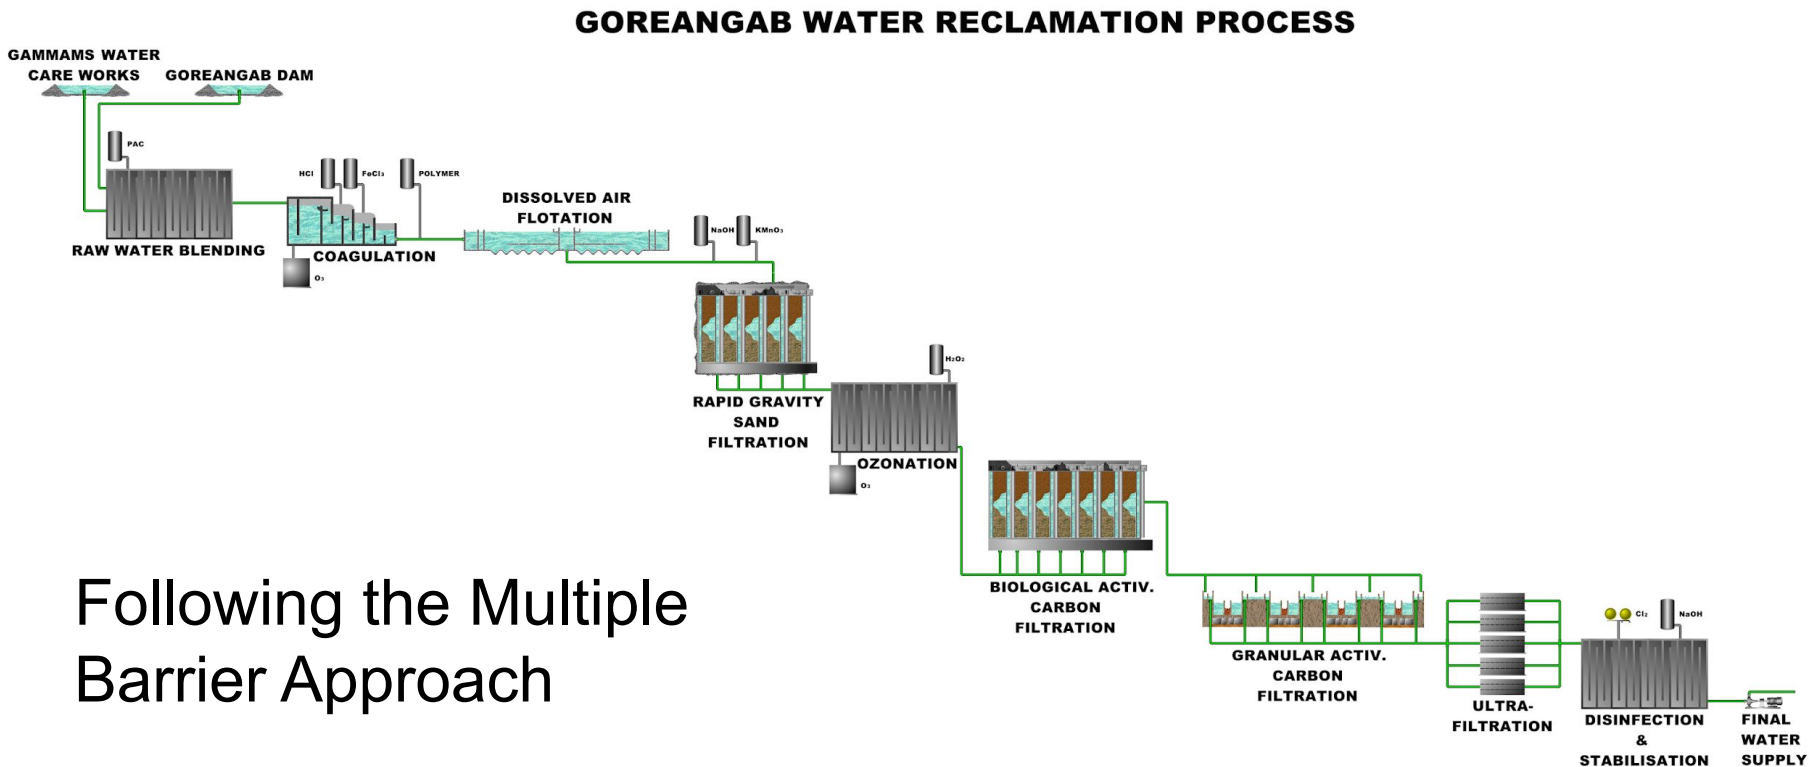 GOREANGAB WATER RECLAMATION PROCESS
GAMMAMS WATER
CARE WORKS
GOREANGAB DAM
PAC
RAW WATER BLENDING
HCl
FeCl₃
POLYMER
O₃
COAGULATION
DISSOLVED AIR
FLOTATION
NaOH
KMnO₃
RAPID GRAVITY
SAND
FILTRATION
H₂O₂
OZONATION
O₃
BIOLOGICAL ACTIV.
CARBON
FILTRATION
GRANULAR ACTIV.
CARBON
FILTRATION
ULTRA-
FILTRATION
Cl₂
NaOH
DISINFECTION
&
STABILISATION
FINAL
WATER
SUPPLY
Following the Multiple
Barrier Approach